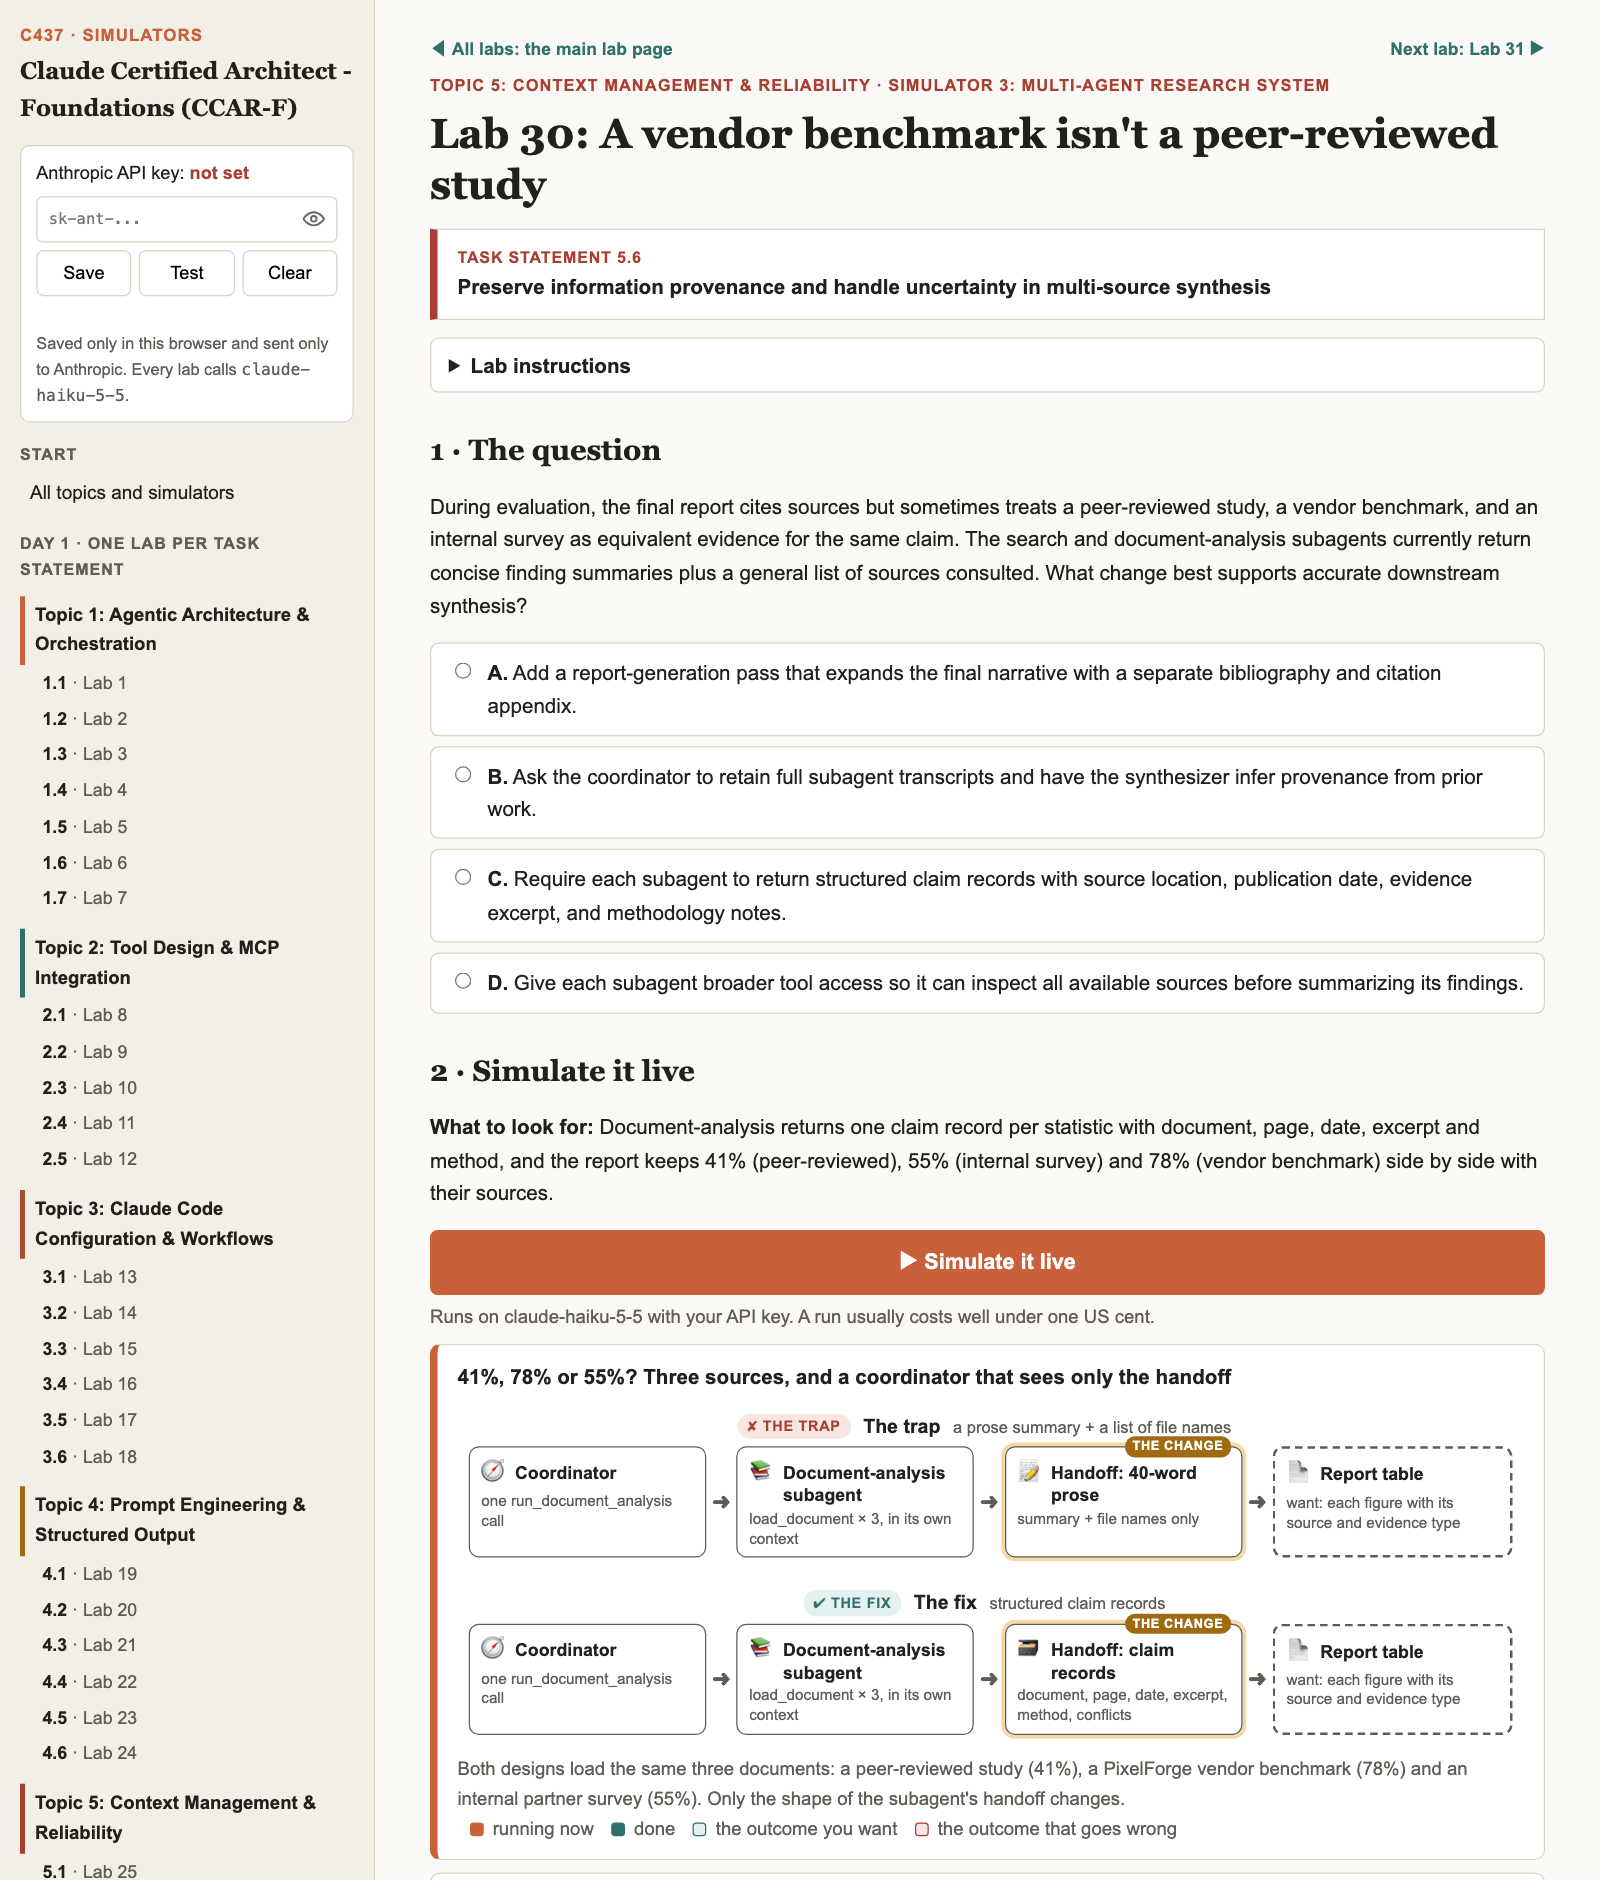 C437 · SIMULATORS
Claude Certified Architect -
Foundations (CCAR-F)
Anthropic API key: not set
sk-ant-...
Save
Test
Clear
Saved only in this browser and sent only
to Anthropic. Every lab calls claude-
haiku-5-5.
START
All topics and simulators
DAY 1 · ONE LAB PER TASK
STATEMENT
Topic 1: Agentic Architecture &
Orchestration
1.1 · Lab 1
1.2 · Lab 2
1.3 · Lab 3
1.4 · Lab 4
1.5 · Lab 5
1.6 · Lab 6
1.7 · Lab 7
Topic 2: Tool Design & MCP
Integration
2.1 · Lab 8
2.2 · Lab 9
2.3 · Lab 10
2.4 · Lab 11
2.5 · Lab 12
Topic 3: Claude Code
Configuration & Workflows
3.1 · Lab 13
3.2 · Lab 14
3.3 · Lab 15
3.4 · Lab 16
3.5 · Lab 17
3.6 · Lab 18
Topic 4: Prompt Engineering &
Structured Output
4.1 · Lab 19
4.2 · Lab 20
4.3 · Lab 21
4.4 · Lab 22
4.5 · Lab 23
4.6 · Lab 24
Topic 5: Context Management &
Reliability
5.1 · Lab 25
◀ All labs: the main lab page
Next lab: Lab 31 ▶
TOPIC 5: CONTEXT MANAGEMENT & RELIABILITY · SIMULATOR 3: MULTI-AGENT RESEARCH SYSTEM
Lab 30: A vendor benchmark isn't a peer-reviewed
study
TASK STATEMENT 5.6
Preserve information provenance and handle uncertainty in multi-source synthesis
▶ Lab instructions
1 · The question
During evaluation, the final report cites sources but sometimes treats a peer-reviewed study, a vendor benchmark, and an
internal survey as equivalent evidence for the same claim. The search and document-analysis subagents currently return
concise finding summaries plus a general list of sources consulted. What change best supports accurate downstream
synthesis?
A. Add a report-generation pass that expands the final narrative with a separate bibliography and citation
appendix.
B. Ask the coordinator to retain full subagent transcripts and have the synthesizer infer provenance from prior
work.
C. Require each subagent to return structured claim records with source location, publication date, evidence
excerpt, and methodology notes.
D. Give each subagent broader tool access so it can inspect all available sources before summarizing its findings.
2 · Simulate it live
What to look for: Document-analysis returns one claim record per statistic with document, page, date, excerpt and
method, and the report keeps 41% (peer-reviewed), 55% (internal survey) and 78% (vendor benchmark) side by side with
their sources.
▶ Simulate it live
Runs on claude-haiku-5-5 with your API key. A run usually costs well under one US cent.
41%, 78% or 55%? Three sources, and a coordinator that sees only the handoff
✘ THE TRAP The trap a prose summary + a list of file names
Coordinator
one run_document_analysis
call
➜
Document-analysis
subagent
load_document × 3, in its own
context
➜
THE CHANGE
Handoff: 40-word
prose
summary + file names only
➜
Report table
want: each figure with its
source and evidence type
✔ THE FIX The fix structured claim records
Coordinator
one run_document_analysis
call
➜
Document-analysis
subagent
load_document × 3, in its own
context
➜
THE CHANGE
Handoff: claim
records
document, page, date, excerpt,
method, conflicts
➜
Report table
want: each figure with its
source and evidence type
Both designs load the same three documents: a peer-reviewed study (41%), a PixelForge vendor benchmark (78%) and an
internal partner survey (55%). Only the shape of the subagent's handoff changes.
running now done the outcome you want the outcome that goes wrong